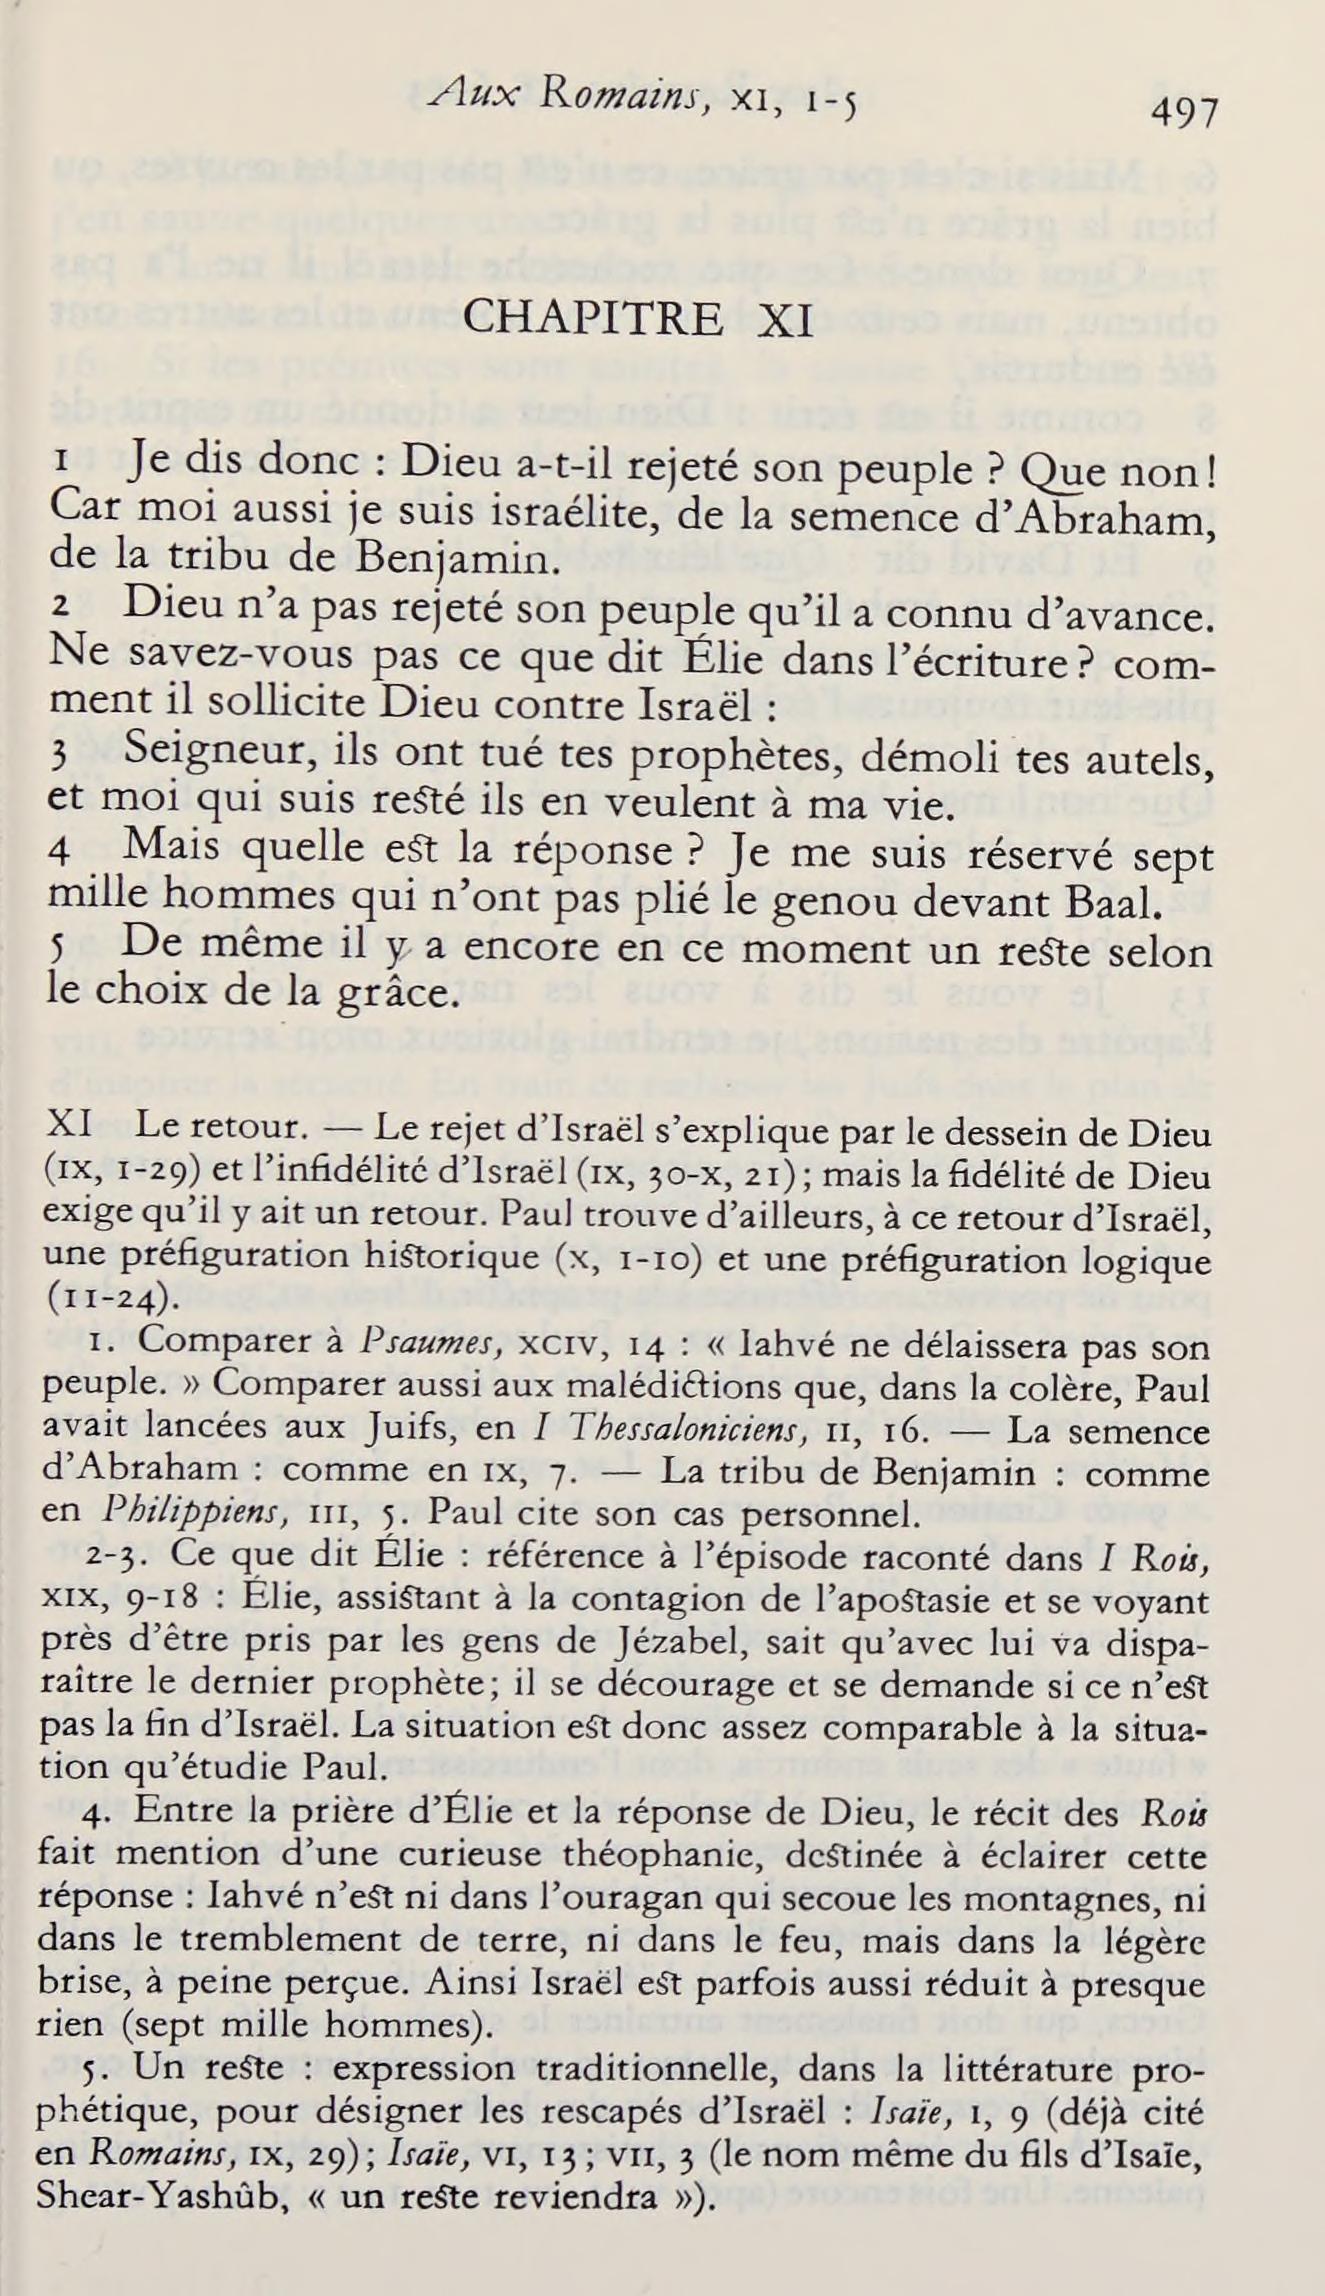 Aux Romains, XI, 1-5
497
CHAPITRE XI
1 Je dis donc : Dieu a-t-il rejeté son peuple ? Que non !
Car moi aussi je suis israélite, de la semence d'Abraham,
de la tribu de Benjamin.
2 Dieu n'a pas rejeté son peuple qu'il a connu d'avance.
Ne savez-vous pas ce que dit Élie dans l'écriture ? com-
ment il sollicite Dieu contre Israël :
3 Seigneur, ils ont tué tes prophètes, démoli tes autels,
et moi qui suis resté ils en veulent à ma vie.
4 Mais quelle est la réponse ? Je me suis réservé sept
mille hommes qui n'ont pas plié le genou devant Baal.
5 De même il y a encore en ce moment un reste selon
le choix de la grâce.
XI Le retour. — Le rejet d'Israël s'explique par le dessein de Dieu
(IX, 1-29) et l'infidélité d'Israël (IX, 30-X, 21) ; mais la fidélité de Dieu
exige qu'il y ait un retour. Paul trouve d'ailleurs, à ce retour d'Israël,
une préfiguration historique (X, 1-10) et une préfiguration logique
(11-24).
1. Comparer à Psaumes, XCIV, 14 : « Iahvé ne délaissera pas son
peuple. » Comparer aussi aux malédictions que, dans la colère, Paul
avait lancées aux Juifs, en I Thessaloniciens, II, 16. — La semence
d'Abraham : comme en IX, 7. — La tribu de Benjamin : comme
en Philippiens, III, 5. Paul cite son cas personnel.
2-3. Ce que dit Élie : référence à l'épisode raconté dans I Rois,
XIX, 9-18 : Élie, assistant à la contagion de l'apostasie et se voyant
près d'être pris par les gens de Jézabel, sait qu'avec lui va dispa-
raître le dernier prophète; il se décourage et se demande si ce n'est
pas la fin d'Israël. La situation est donc assez comparable à la situa-
tion qu'étudie Paul.
4. Entre la prière d'Élie et la réponse de Dieu, le récit des Rois
fait mention d'une curieuse théophanie, destinée à éclairer cette
réponse : Iahvé n'est ni dans l'ouragan qui secoue les montagnes, ni
dans le tremblement de terre, ni dans le feu, mais dans la légère
brise, à peine perçue. Ainsi Israël est parfois aussi réduit à presque
rien (sept mille hommes).
5. Un reste : expression traditionnelle, dans la littérature pro-
phétique, pour désigner les rescapés d'Israël : Isaïe, I, 9 (déjà cité
en Romains, IX, 29) ; Isaïe, VI, 13 ; VII, 3 (le nom même du fils d'Isaïe,
Shear-Yashûb, « un reste reviendra »).